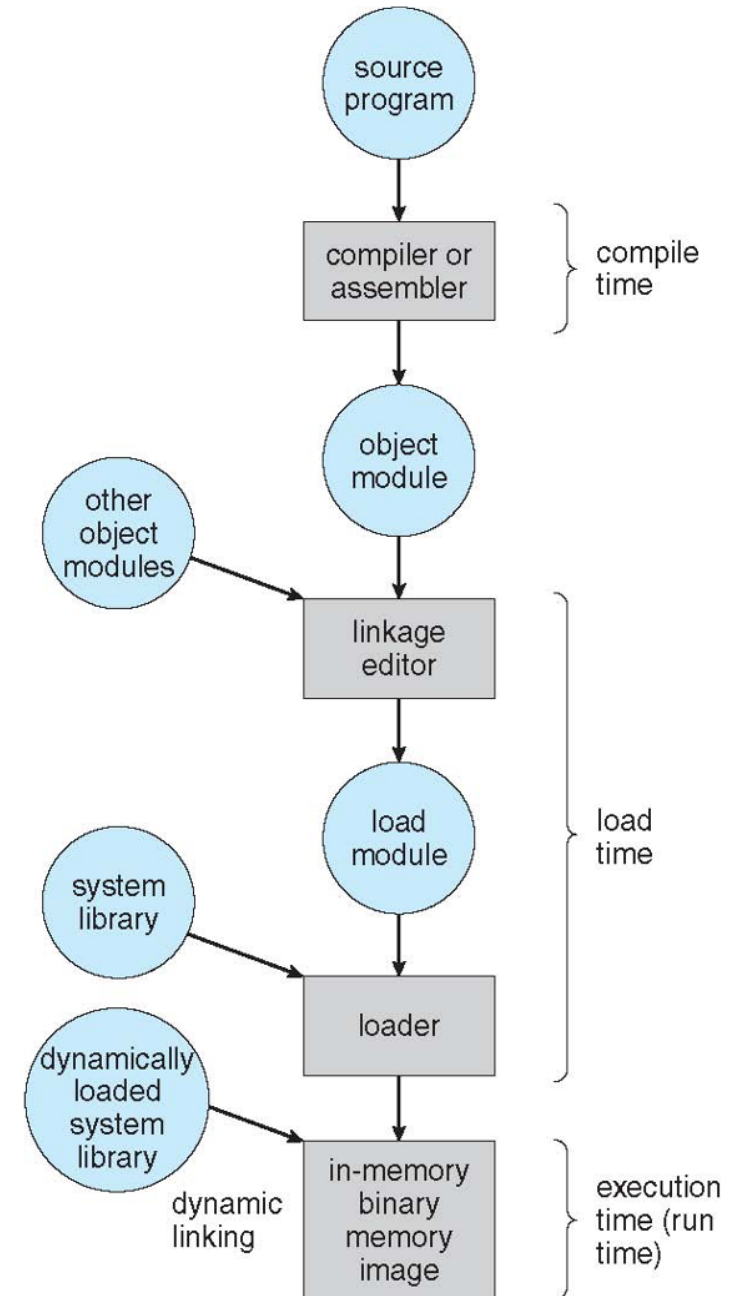 source
program
compiler or
assembler
compile
time
object
module
other
object
modules
linkage
editor
load
module
load
time
system
library
loader
dynamically
loaded
system
library
dynamic
linking
in-memory
binary
memory
image
execution
time (run
time)